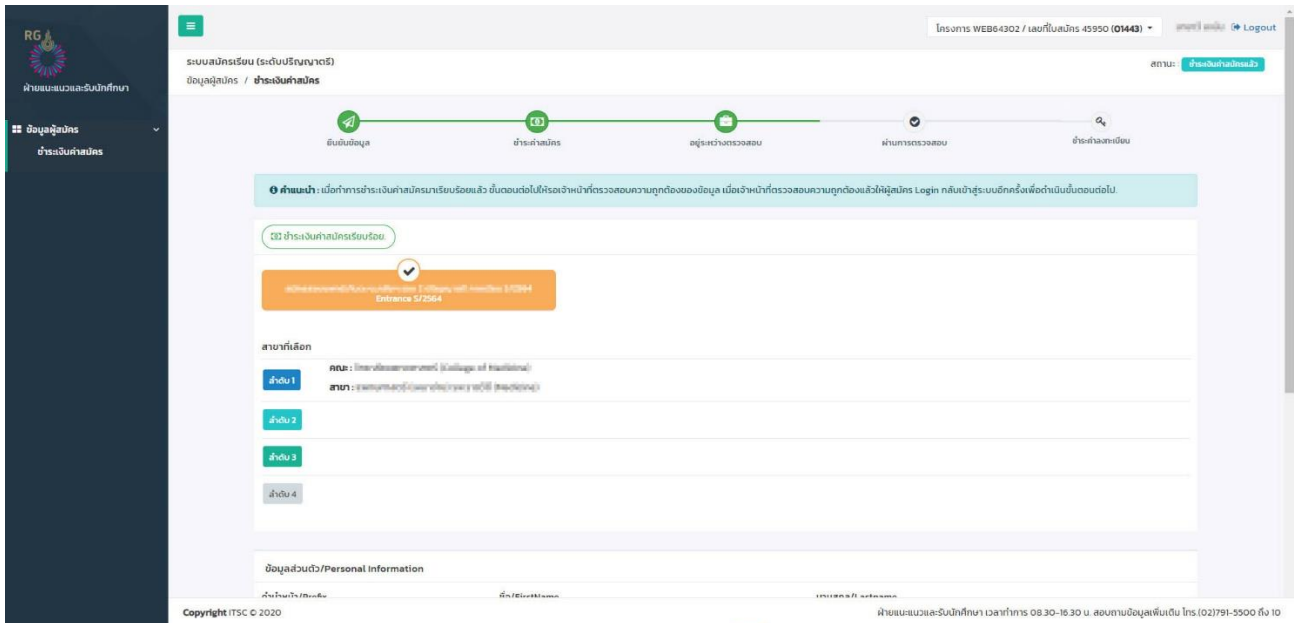 RG
ฝ่ายแนะแนวและรับนักศึกษา
ข้อมูลผู้สมัคร
ชำระเงินค่าสมัคร
โครงการ WEB64302 / เลขที่ใบสมัคร 45950 (01443)
Logout
ระบบสมัครเรียน (ระดับปริญญาตรี)
สถานะ : ชำระเงินค่าสมัครแล้ว
ข้อมูลผู้สมัคร / ชำระเงินค่าสมัคร
ยืนยันข้อมูล
ชำระค่าสมัคร
อยู่ระหว่างตรวจสอบ
ผ่านการตรวจสอบ
ชำระค่าลงทะเบียน
คำแนะนำ : เมื่อทำการชำระเงินค่าสมัครมาเรียบร้อยแล้ว ขั้นตอนต่อไปให้รอเจ้าหน้าที่ตรวจสอบความถูกต้องของข้อมูล เมื่อเจ้าหน้าที่ตรวจสอบความถูกต้องแล้วให้ผู้สมัคร Login กลับเข้าสู่ระบบอีกครั้งเพื่อดำเนินขั้นตอนต่อไป.
ชำระเงินค่าสมัครเรียบร้อย.
Entrance S/2564
สาขาที่เลือก
ลำดับ 1
คณะ :
สาขา :
ลำดับ 2
ลำดับ 3
ลำดับ 4
ข้อมูลส่วนตัว/Personal Information
คำนำหน้า/Prefix
ชื่อ/FirstName
นามสกุล/Lastname
Copyright ITSC © 2020
ฝ่ายแนะแนวและรับนักศึกษา เวลาทำการ 08.30-16.30 น. สอบถามข้อมูลเพิ่มเติม โทร.(02)791-5500 ถึง 10